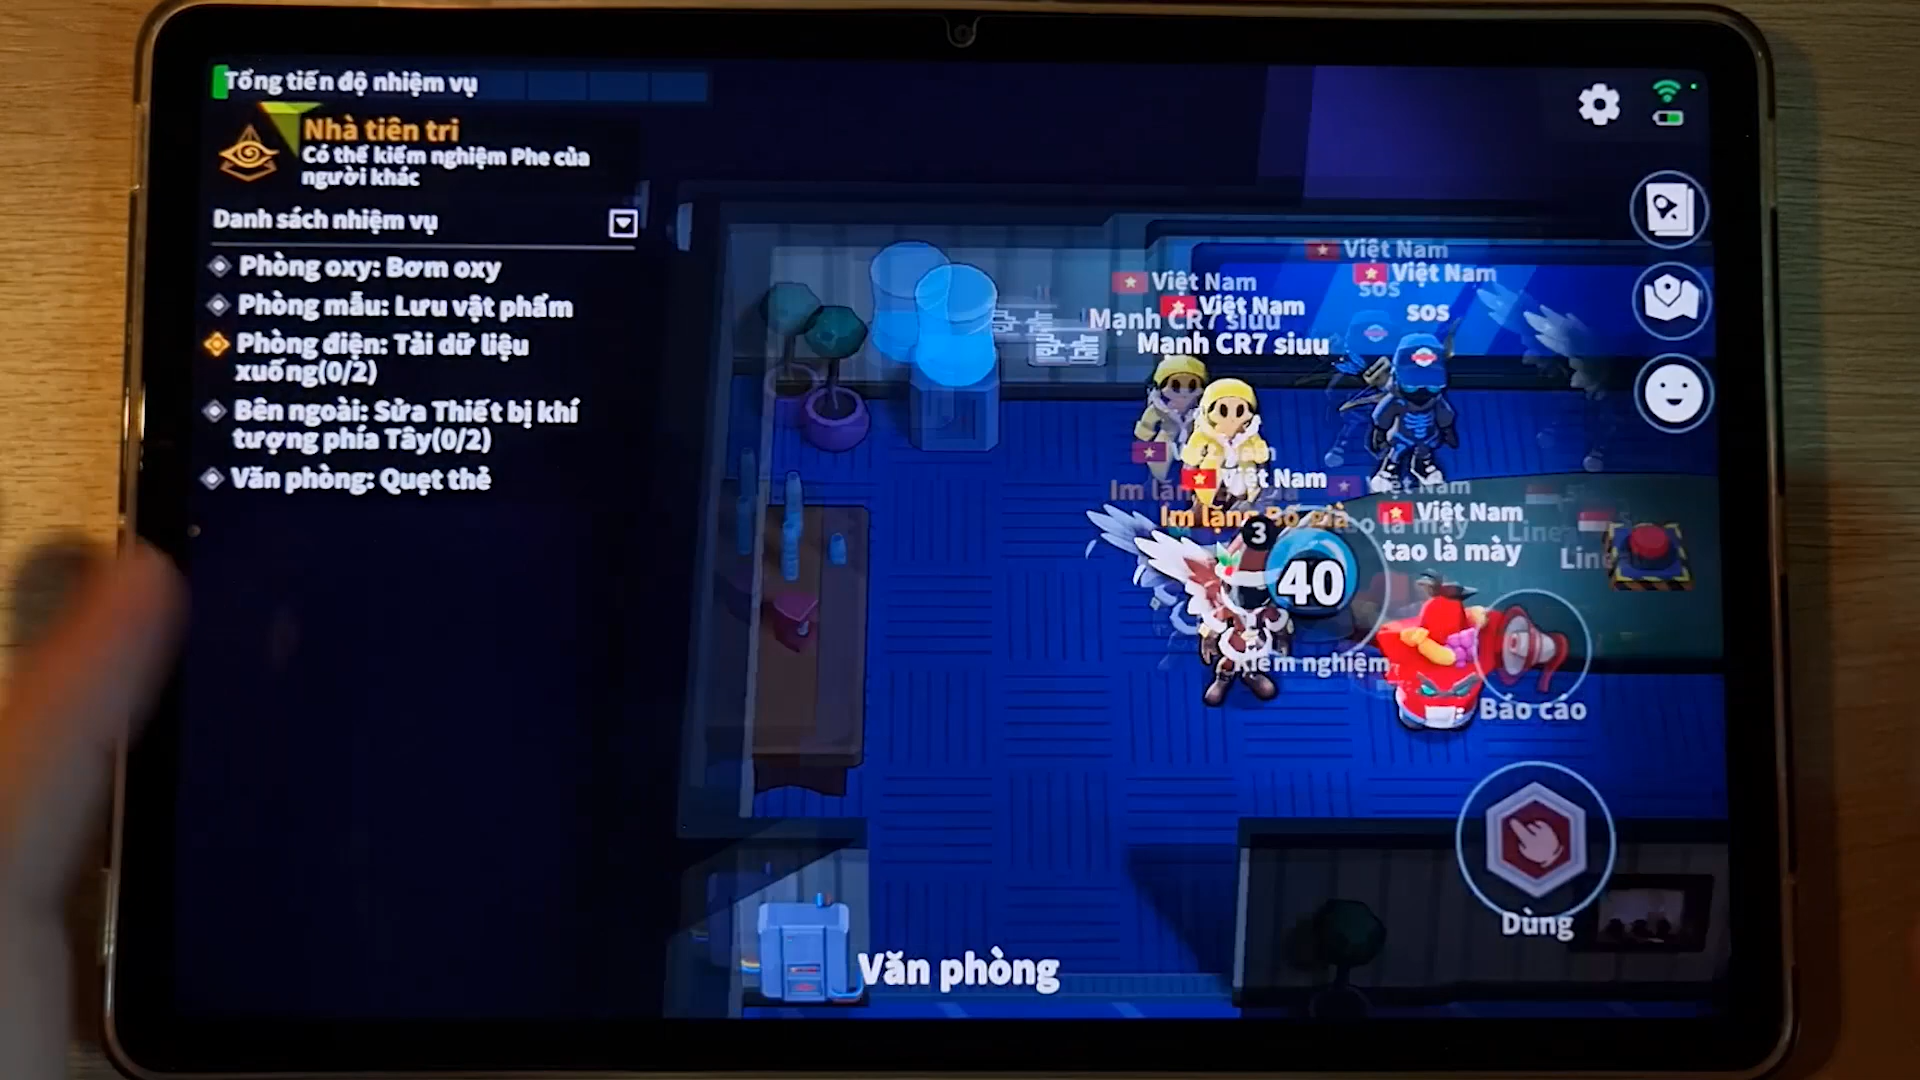 Tổng tiến độ nhiệm vụ
Nhà tiên tri
Có thể kiểm nghiệm Phe của
người khác
Danh sách nhiệm vụ
Phòng oxy: Bơm oxy
Phòng mẫu: Lưu vật phẩm
Phòng điện: Tải dữ liệu
xuống(0/2)
Bên ngoài: Sửa Thiết bị khí
tượng phía Tây(0/2)
Văn phòng: Quẹt thẻ
Việt Nam
Việt Nam
sos
sos
Việt Nam
Việt Nam
Mạnh CR7 siuu
Mạnh CR7 siuu
Việt Nam
Im lặng Bố già
Việt Nam
Việt Nam
tao là mày
3
40
Kiểm nghiệm
Báo cáo
Dùng
Văn phòng